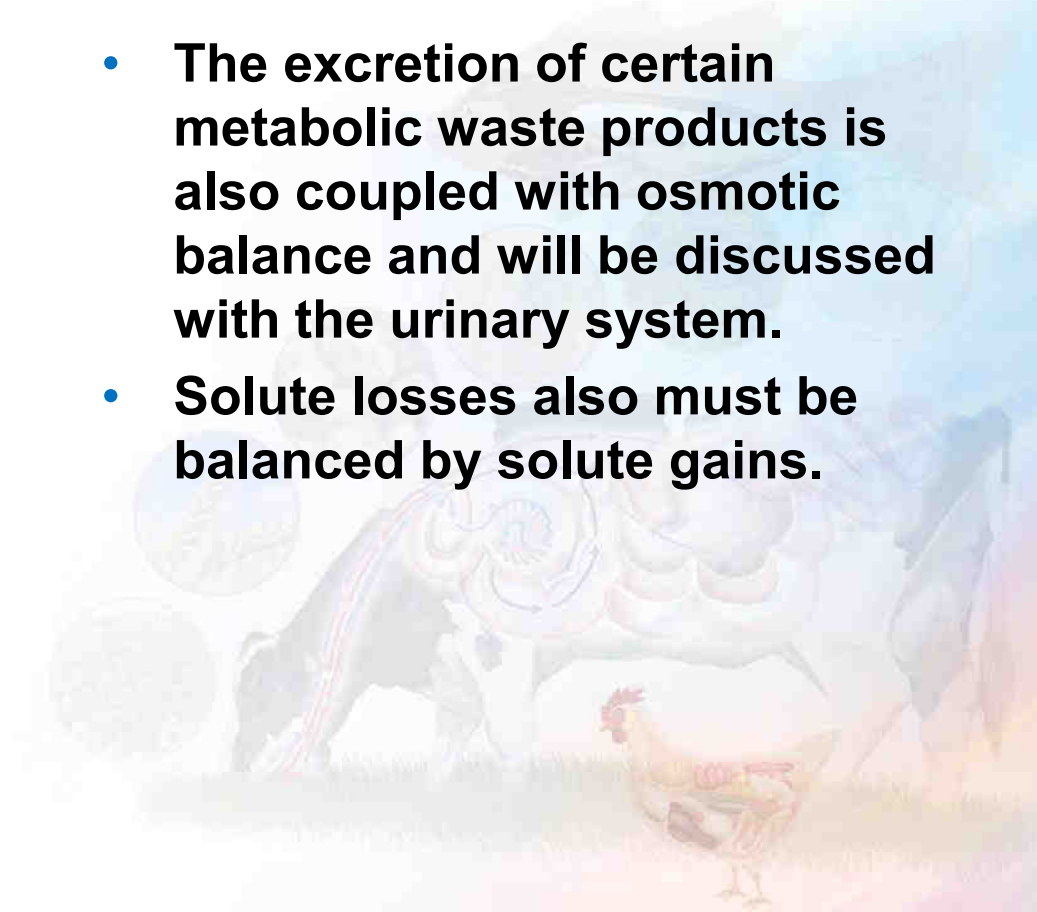 • The excretion of certain
metabolic waste products is
also coupled with osmotic
balance and will be discussed
with the urinary system.
• Solute losses also must be
balanced by solute gains.